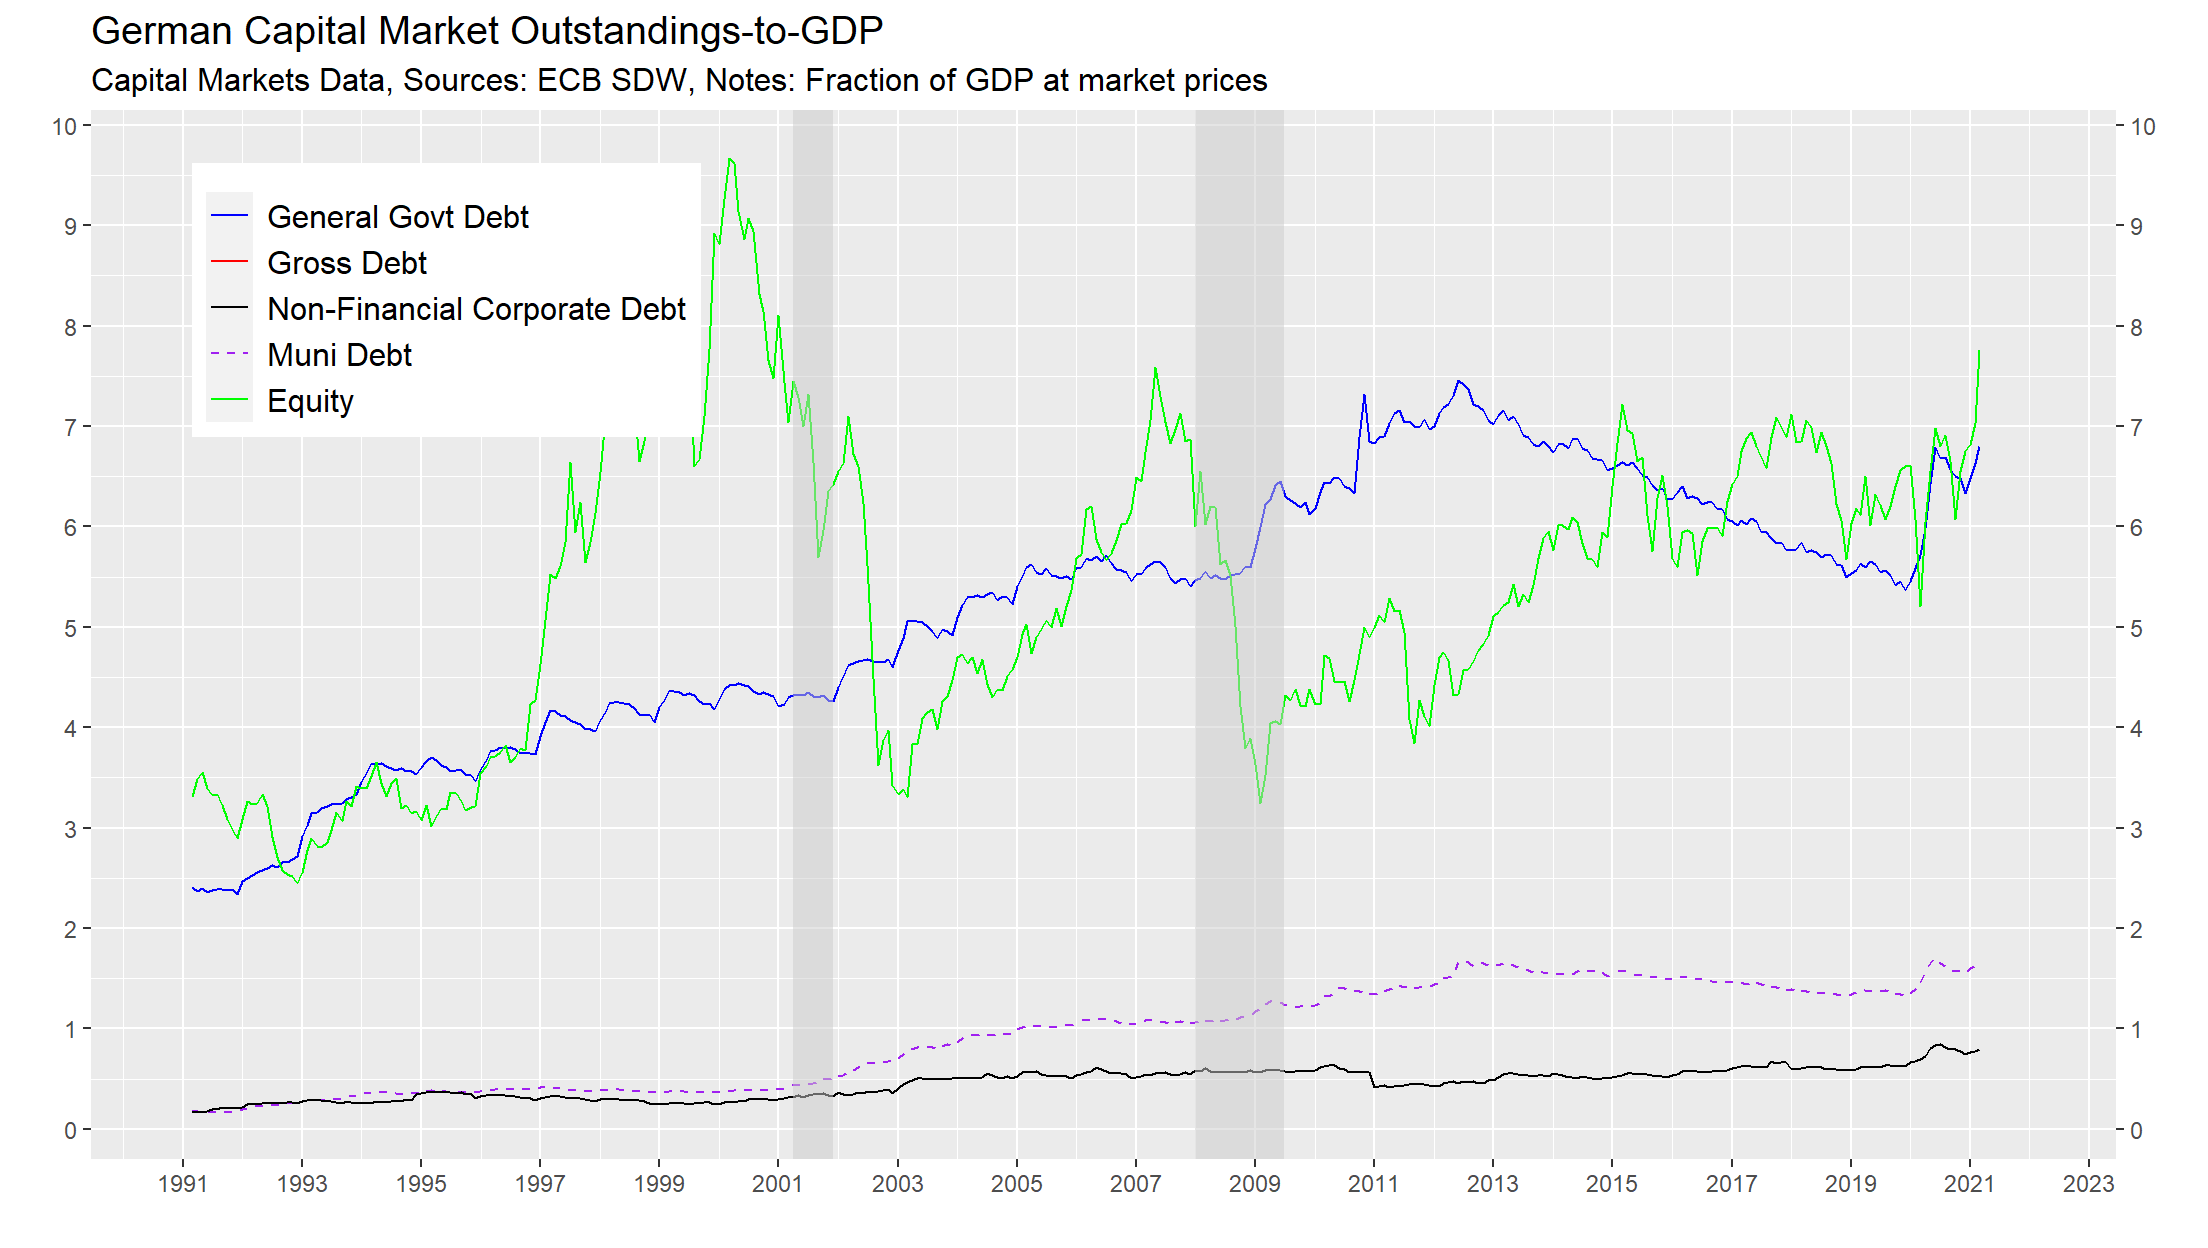 German Capital Market Outstandings-to-GDP
Capital Markets Data, Sources: ECB SDW, Notes: Fraction of GDP at market prices
10 10
General Govt Debt
9 9
Gross Debt
Non-Financial Corporate Debt
8 8
Muni Debt
Equity
7 7
6 6
5 5
4 4
3 3
2 2
1 1
0 0
1991 1993 1995 1997 1999 2001 2003 2005 2007 2009 2011 2013 2015 2017 2019 2021 2023